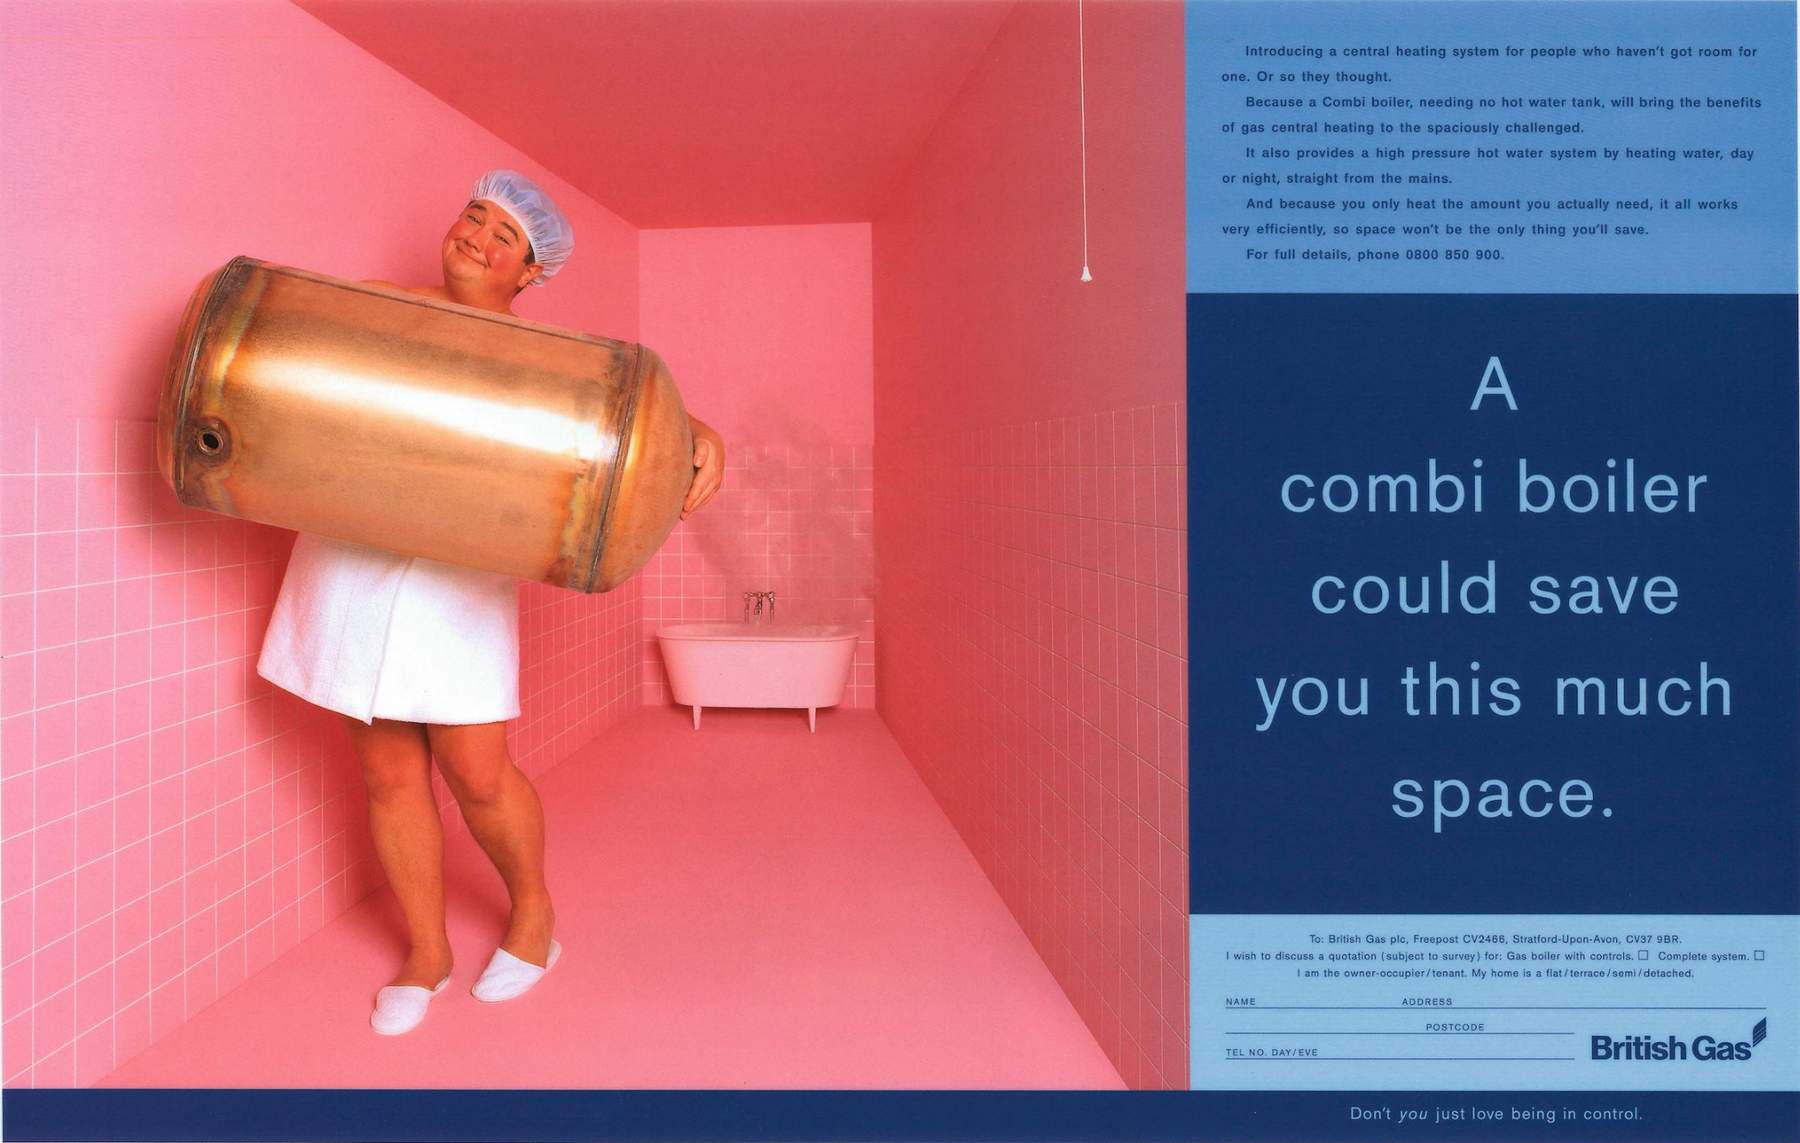 Introducing a central heating system for people who haven't got room for
one. Or so they thought.
Because a Combi boiler, needing no hot water tank, will bring the benefits
of gas central heating to the spaciously challenged.
It also provides a high pressure hot water system by heating water, day
or night, straight from the mains.
And because you only heat the amount you actually need, it all works
very efficiently, so space won't be the only thing you'll save.
For full details, phone 0800 850 900.
A
combi boiler
could save
you this much
space.
To: British Gas plc, Freepost CV2466, Stratford-Upon-Avon, CV37 9BR.
I wish to discuss a quotation (subject to survey) for: Gas boiler with controls. ☐ Complete system. ☐
I am the owner-occupier/tenant. My home is a flat/terrace/semi/detached.
NAME ADDRESS
POSTCODE
TEL NO. DAY/EVE
British Gas
Don't you just love being in control.